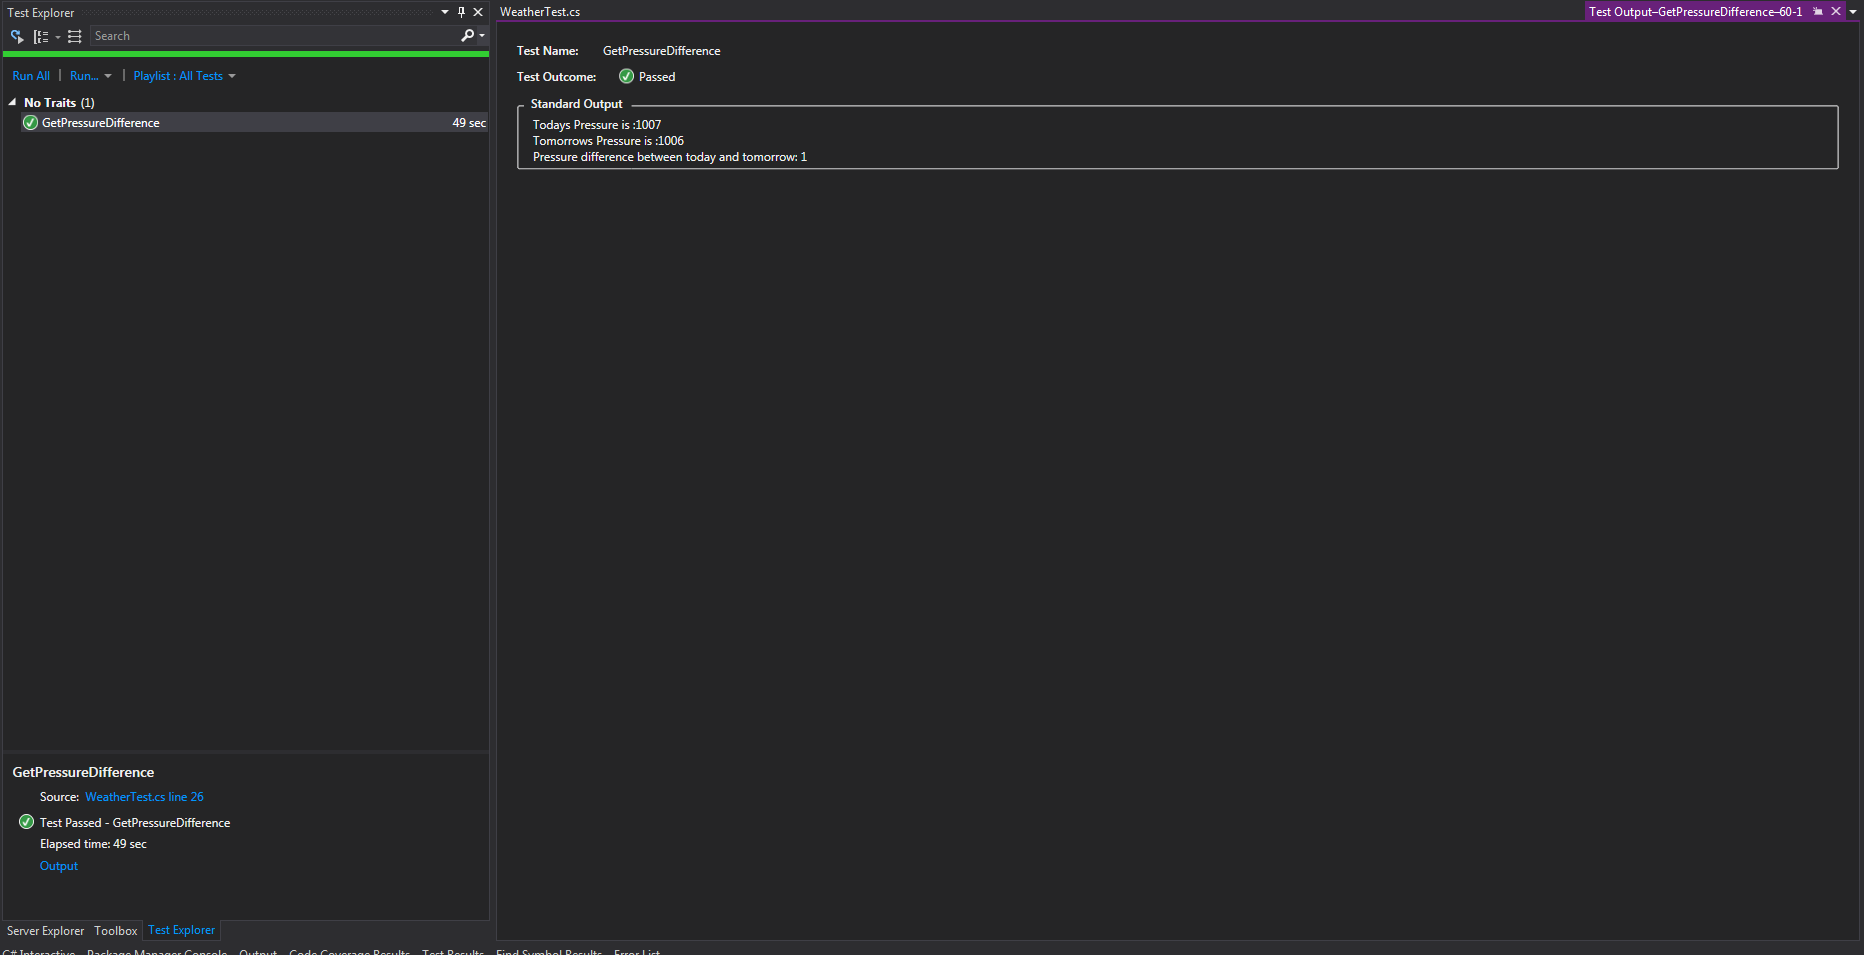 Test Explorer
Search
Run All | Run... | Playlist : All Tests
No Traits (1)
GetPressureDifference 49 sec
GetPressureDifference
Source: WeatherTest.cs line 26
Test Passed - GetPressureDifference
Elapsed time: 49 sec
Output
Server Explorer Toolbox Test Explorer
WeatherTest.cs
Test Output–GetPressureDifference–60-1
Test Name: GetPressureDifference
Test Outcome: Passed
Standard Output
Todays Pressure is :1007
Tomorrows Pressure is :1006
Pressure difference between today and tomorrow: 1
C# Interactive Package Manager Console Output Code Coverage Results Test Results Find Symbol Results Error List